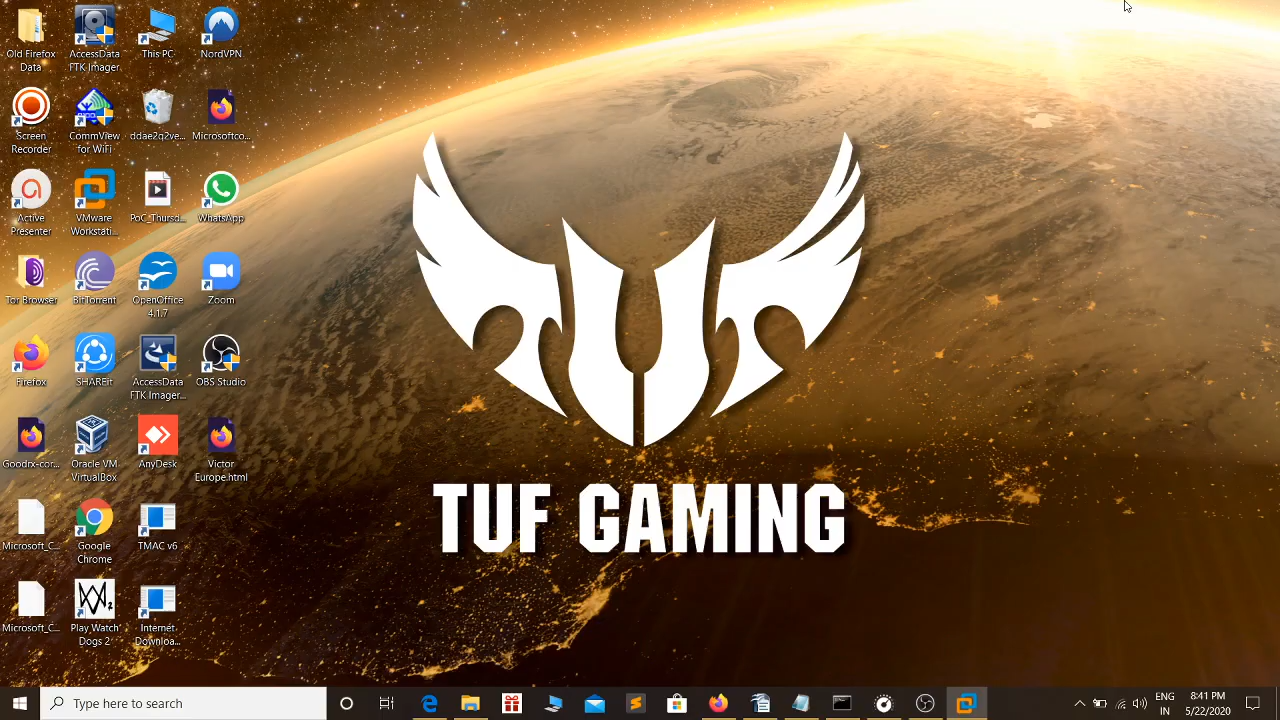 Old Firefox
Data
AccessData
FTK Imager
This PC
NordVPN
Screen
Recorder
CommView
for WiFi
ddae2q2ve...
Microsoftco...
Active
Presenter
VMware
Workstati...
PoC_Thursd...
WhatsApp
Tor Browser
BitTorrent
OpenOffice
4.1.7
Zoom
Firefox
SHAREit
AccessData
FTK Imager...
OBS Studio
Goodrx-cor...
Oracle VM
VirtualBox
AnyDesk
Victor
Europe.html
Microsoft_C...
Google
Chrome
TMAC v6
Microsoft_C...
Play Watch
Dogs 2
Internet
Downloa...
TUF GAMING
Type here to search
ENG
IN
8:41 PM
5/22/2020